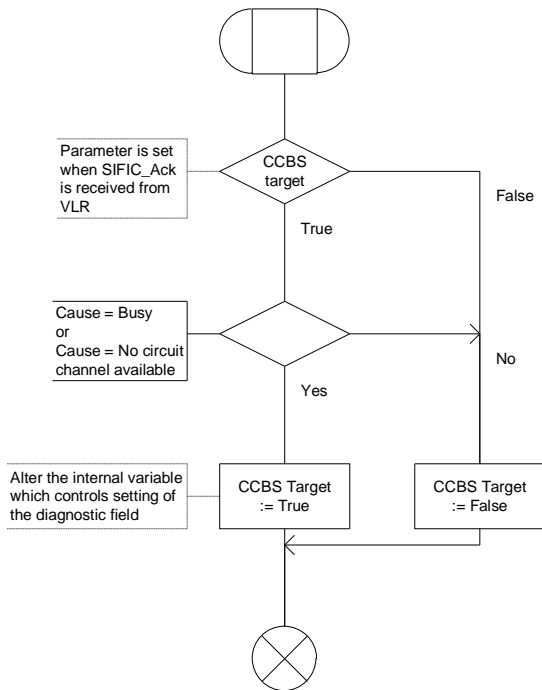 Parameter is set
when SIFIC_Ack
is received from
VLR
CCBS
target
False
True
Cause = Busy
or
Cause = No circuit
channel available
No
Yes
Alter the internal variable
which controls setting of
the diagnostic field
CCBS Target
:= True
CCBS Target
:= False